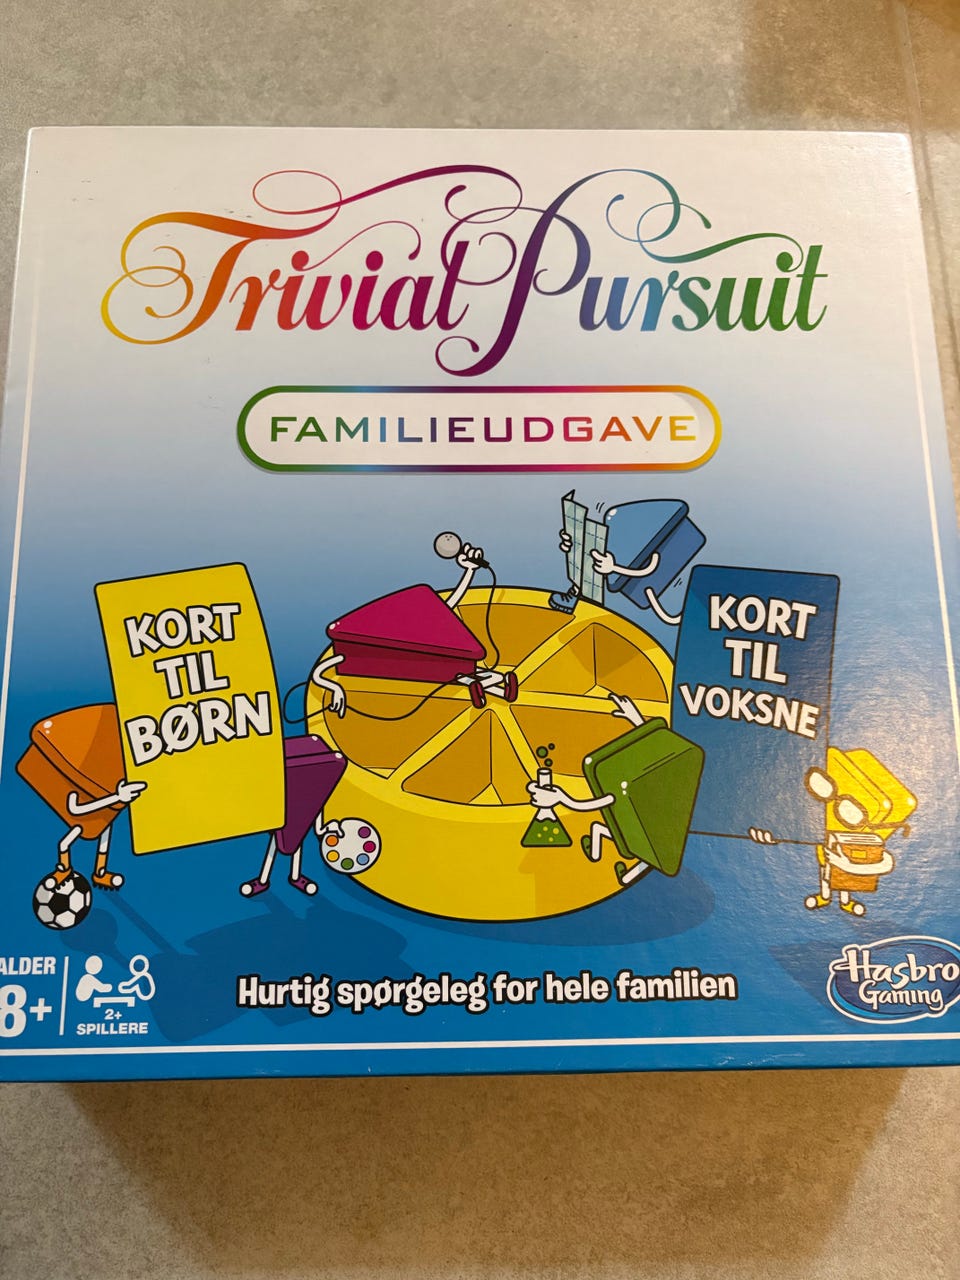 Trivial Pursuit
FAMILIEUDGAVE
KORT
TIL
BØRN
KORT
TIL
VOKSNE
Hurtig spørgeleg for hele familien
ALDER
8+
2+
SPILLERE
Hasbro
Gaming